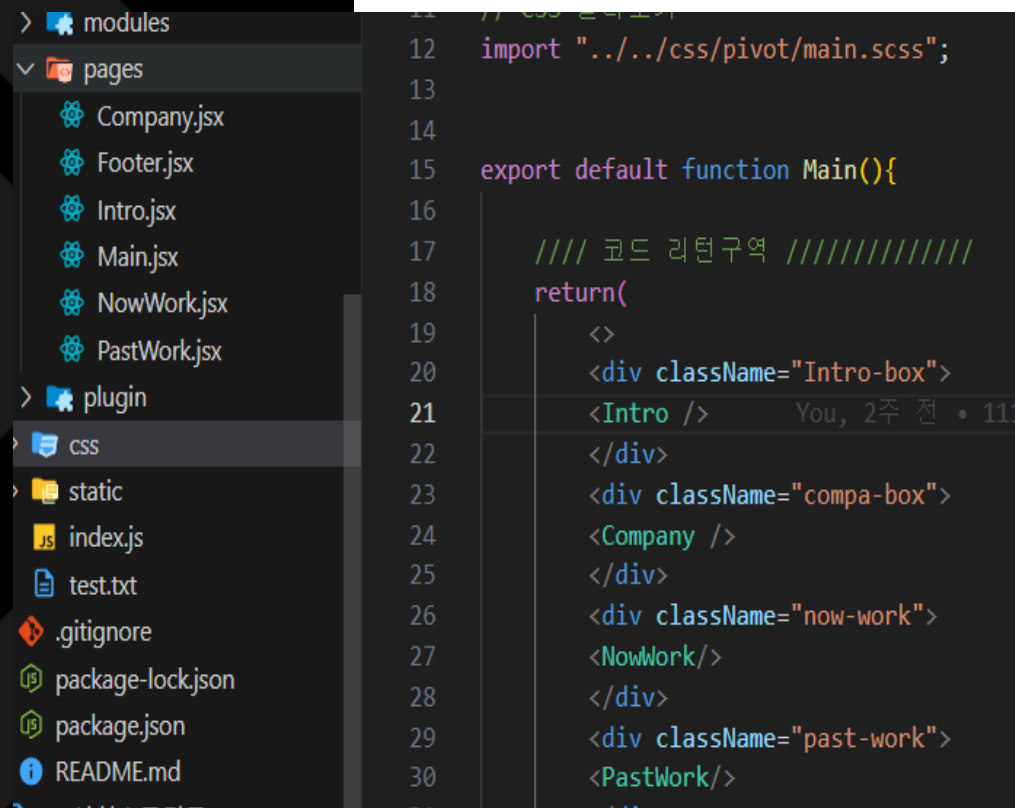 modules
pages
Company.jsx
Footer.jsx
Intro.jsx
Main.jsx
NowWork.jsx
PastWork.jsx
plugin
css
static
JS index.js
test.txt
.gitignore
JS package-lock.json
JS package.json
README.md
12 import "../../css/pivot/main.scss";
13
14
15 export default function Main(){
16
17 //// 코드 리턴구역 //////////////
18 return(
19 <>
20 <div className="Intro-box">
21 <Intro /> You, 2주 전 •
22 </div>
23 <div className="compa-box">
24 <Company />
25 </div>
26 <div className="now-work">
27 <NowWork/>
28 </div>
29 <div className="past-work">
30 <PastWork/>